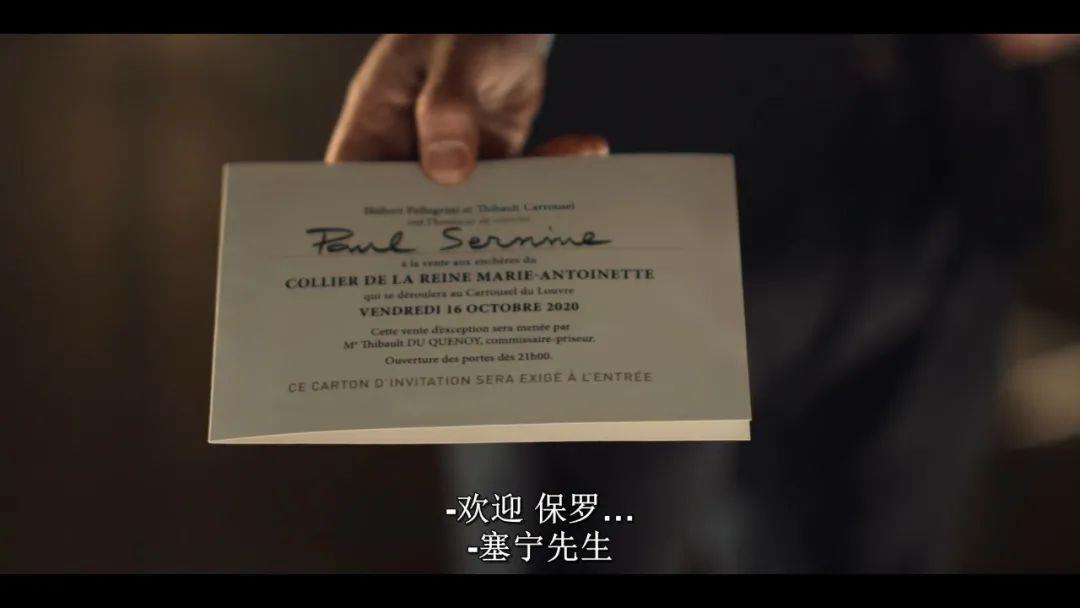 Hubert Pellegrini et Thibault Carrousel
ont l'honneur de convier
Paul Sernine
à la vente aux enchères du
COLLIER DE LA REINE MARIE-ANTOINETTE
qui se déroulera au Carrousel du Louvre
VENDREDI 16 OCTOBRE 2020
Cette vente d'exception sera menée par
Me Thibault DU QUENOY, commissaire-priseur.
Ouverture des portes dès 21h00.
CE CARTON D'INVITATION SERA EXIGÉ À L'ENTRÉE
-欢迎 保罗...
-塞宁先生